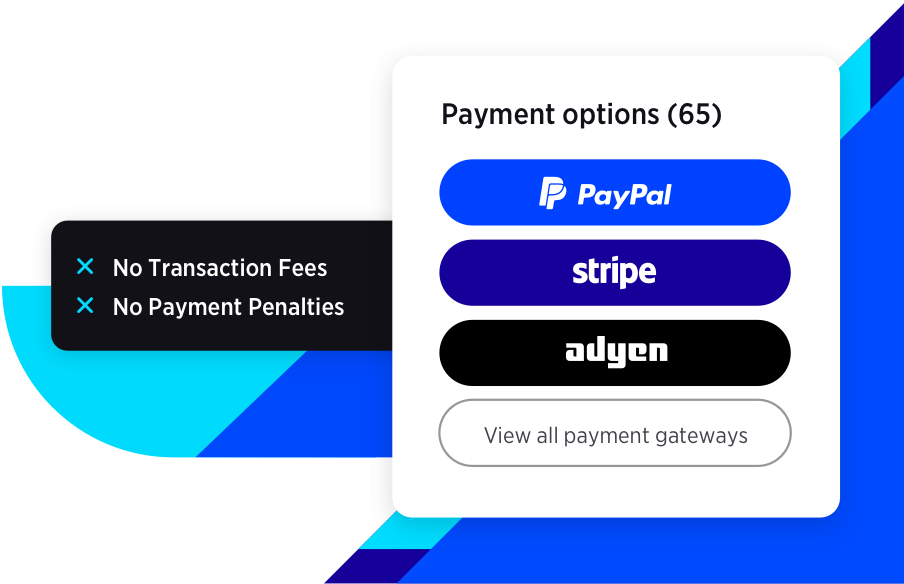 Payment options (65)
PayPal
stripe
adyen
View all payment gateways
No Transaction Fees
No Payment Penalties